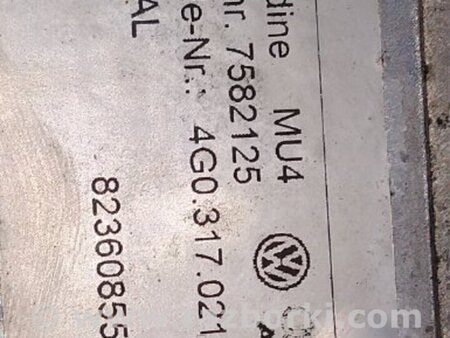 dine MU4
nr. 7582125
e-Nr.: 4G0.317.021
AL
82360855